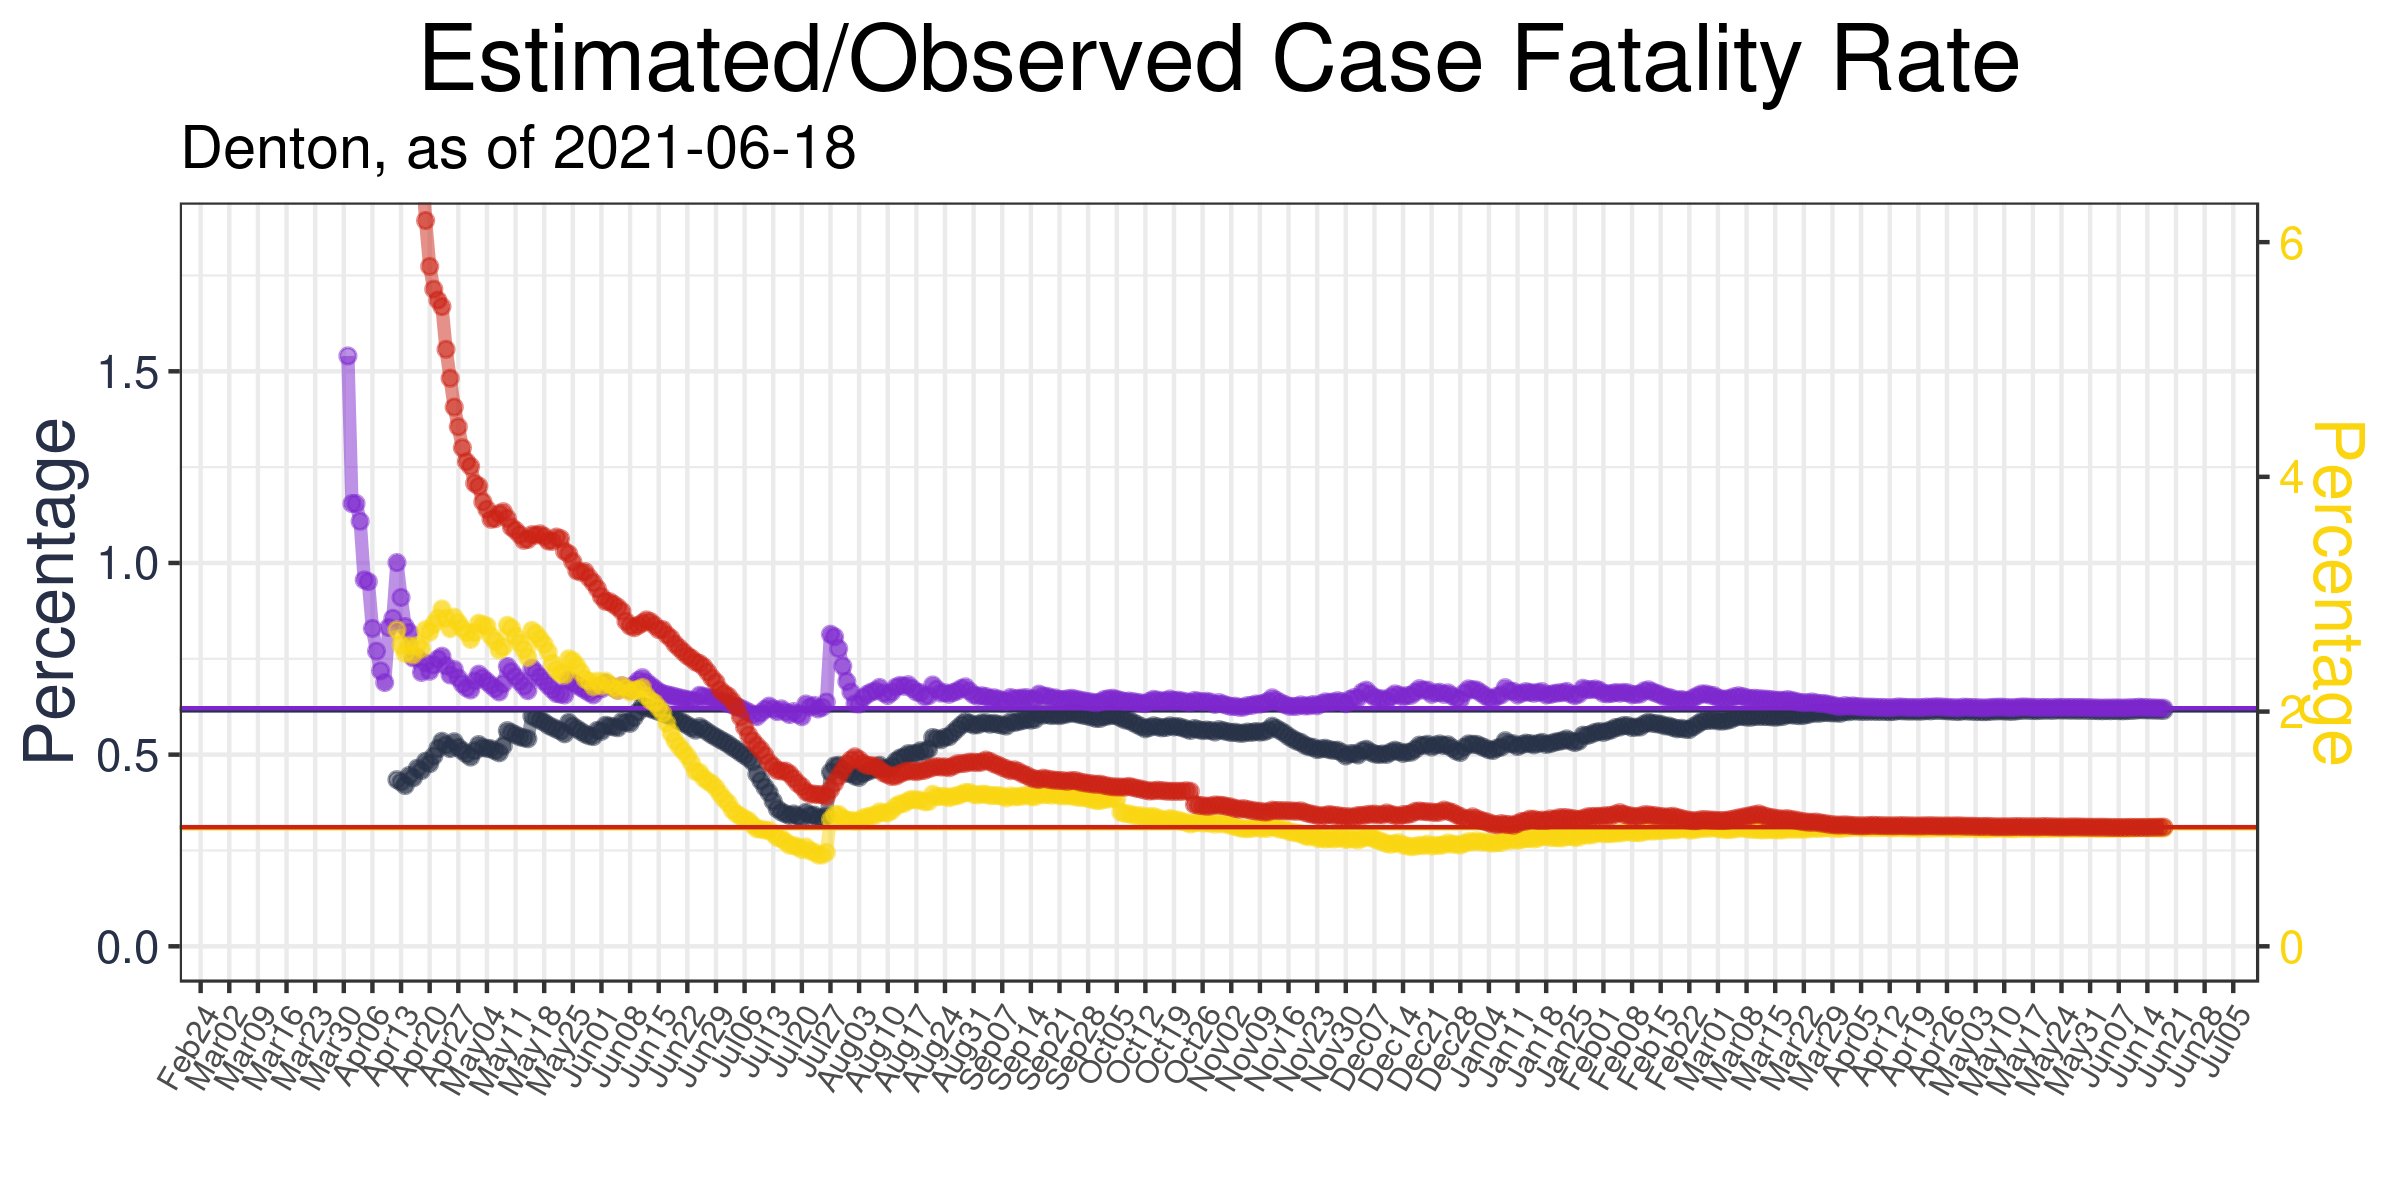 Estimated/Observed Case Fatality Rate
Denton, as of 2021-06-18
Percentage
1.5
1.0
0.5
0.0
6
4
2
0
Percentage
Feb24
Mar02
Mar09
Mar16
Mar23
Mar30
Apr06
Apr13
Apr20
Apr27
May04
May11
May18
May25
Jun01
Jun08
Jun15
Jun22
Jun29
Jul06
Jul13
Jul20
Jul27
Aug03
Aug10
Aug17
Aug24
Aug31
Sep07
Sep14
Sep21
Sep28
Oct05
Oct12
Oct19
Oct26
Nov02
Nov09
Nov16
Nov23
Nov30
Dec07
Dec14
Dec21
Dec28
Jan04
Jan11
Jan18
Jan25
Feb01
Feb08
Feb15
Feb22
Mar01
Mar08
Mar15
Mar22
Mar29
Apr05
Apr12
Apr19
Apr26
May03
May10
May17
May24
May31
Jun07
Jun14
Jun21
Jun28
Jul05